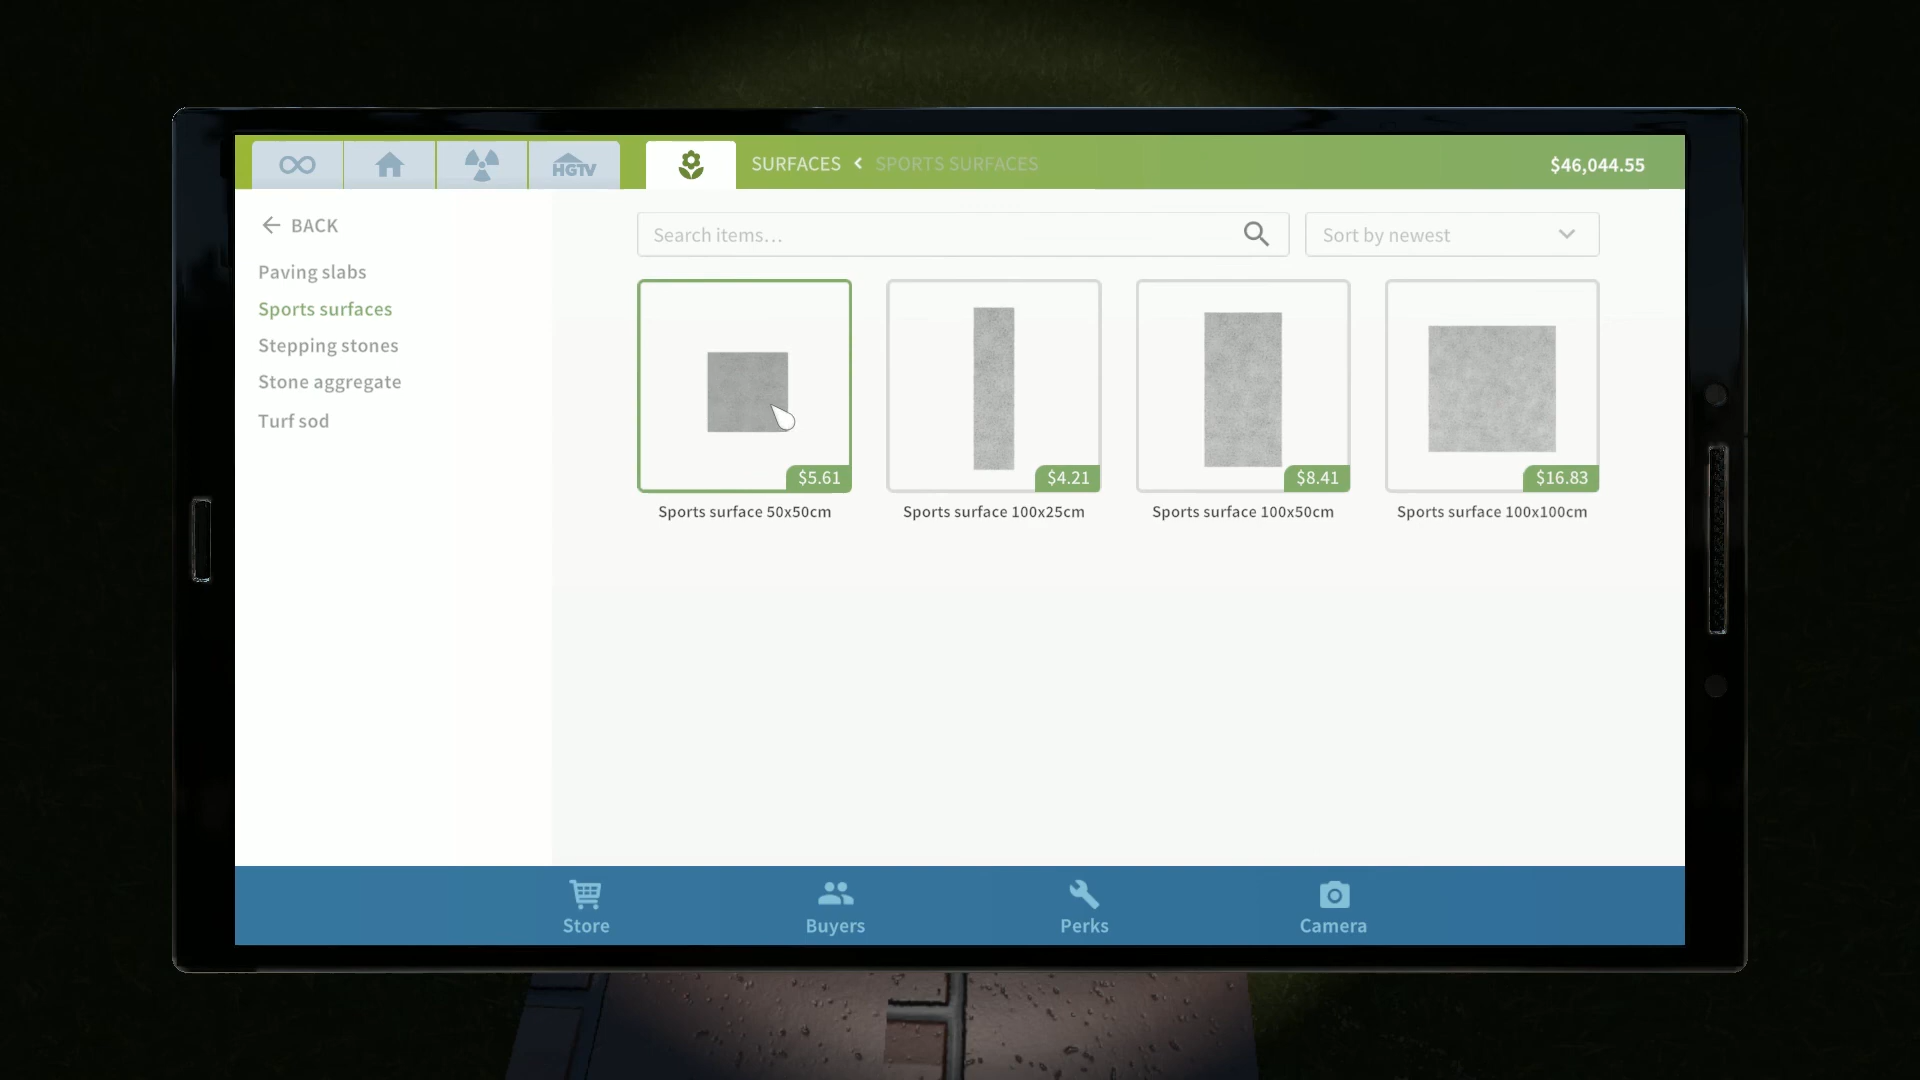 HGTV
SURFACES < SPORTS SURFACES
$46,044.55
BACK
Search items...
Sort by newest
Paving slabs
Sports surfaces
Stepping stones
Stone aggregate
Turf sod
$5.61
$4.21
$8.41
$16.83
Sports surface 50x50cm
Sports surface 100x25cm
Sports surface 100x50cm
Sports surface 100x100cm
Store
Buyers
Perks
Camera